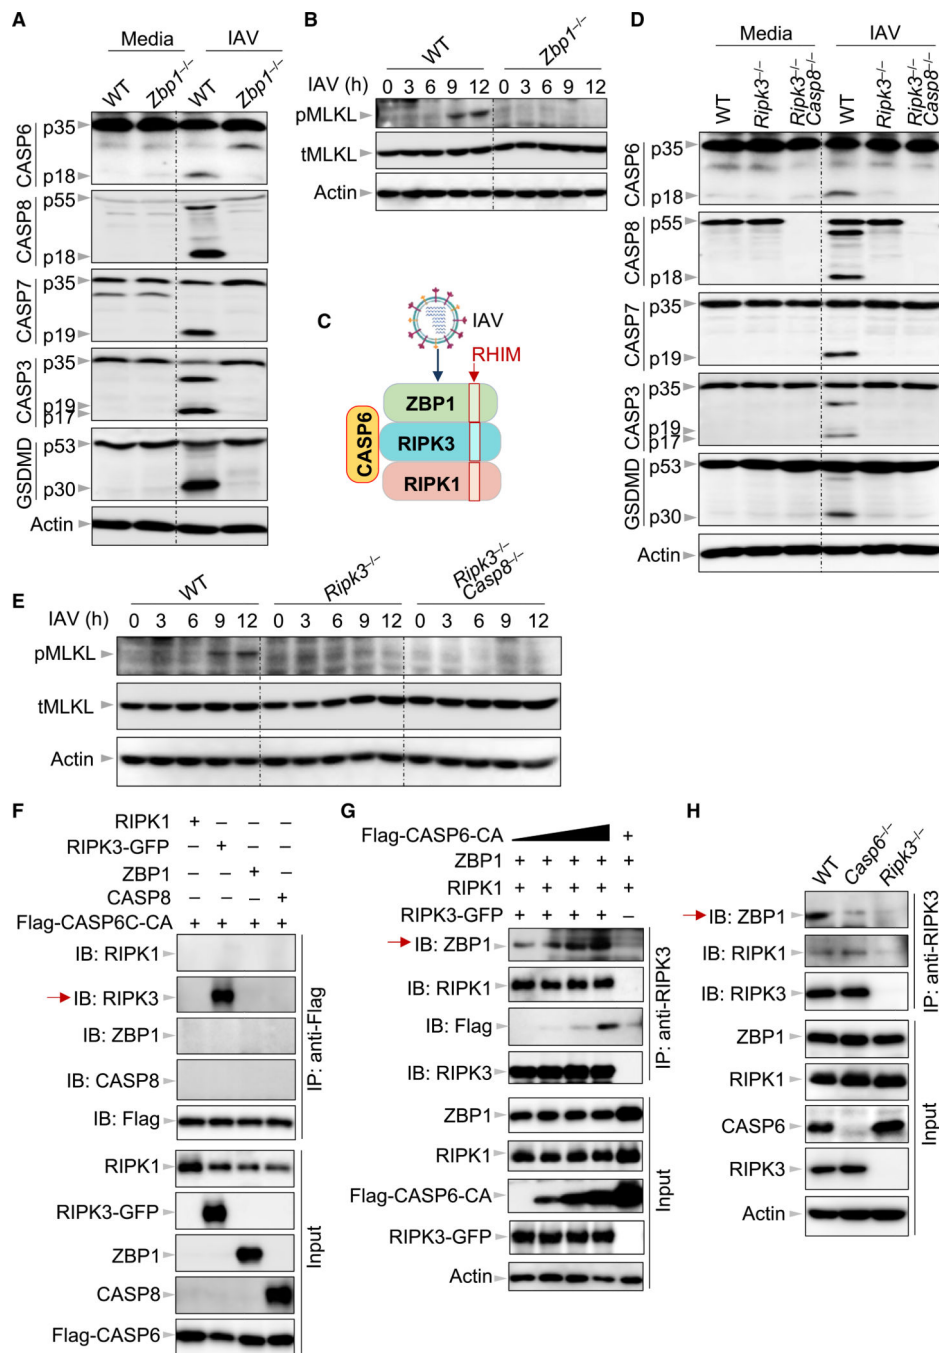 A
Media IAV
WT Zbp1–/– WT Zbp1–/–
CASP6 p35
p18
CASP8 p55
p18
CASP7 p35
p19
CASP3 p35
p19
p17
GSDMD p53
p30
Actin
B
WT Zbp1–/–
IAV (h) 0 3 6 9 12 0 3 6 9 12
pMLKL
tMLKL
Actin
C
IAV
RHIM
ZBP1
CASP6
RIPK3
RIPK1
D
Media IAV
WT Ripk3–/– Ripk3–/– Casp8–/– WT Ripk3–/– Ripk3–/– Casp8–/–
CASP6 p35
p18
CASP8 p55
p18
CASP7 p35
p19
CASP3 p35
p19
p17
GSDMD p53
p30
Actin
E
WT Ripk3–/– Ripk3–/– Casp8–/–
IAV (h) 0 3 6 9 12 0 3 6 9 12 0 3 6 9 12
pMLKL
tMLKL
Actin
F
RIPK1 + – – –
RIPK3-GFP – + – –
ZBP1 – – + –
CASP8 – – – +
Flag-CASP6C-CA + + + +
IB: RIPK1
IB: RIPK3
IB: ZBP1
IB: CASP8
IB: Flag
IP: anti-Flag
RIPK1
RIPK3-GFP
ZBP1
CASP8
Flag-CASP6
Input
G
Flag-CASP6-CA +
ZBP1 + + + + +
RIPK1 + + + + +
RIPK3-GFP + + + + –
IB: ZBP1
IB: RIPK1
IB: Flag
IB: RIPK3
IP: anti-RIPK3
ZBP1
RIPK1
Flag-CASP6-CA
RIPK3-GFP
Actin
Input
H
WT Casp6–/– Ripk3–/–
IB: ZBP1
IB: RIPK1
IB: RIPK3
IP: anti-RIPK3
ZBP1
RIPK1
CASP6
RIPK3
Actin
Input